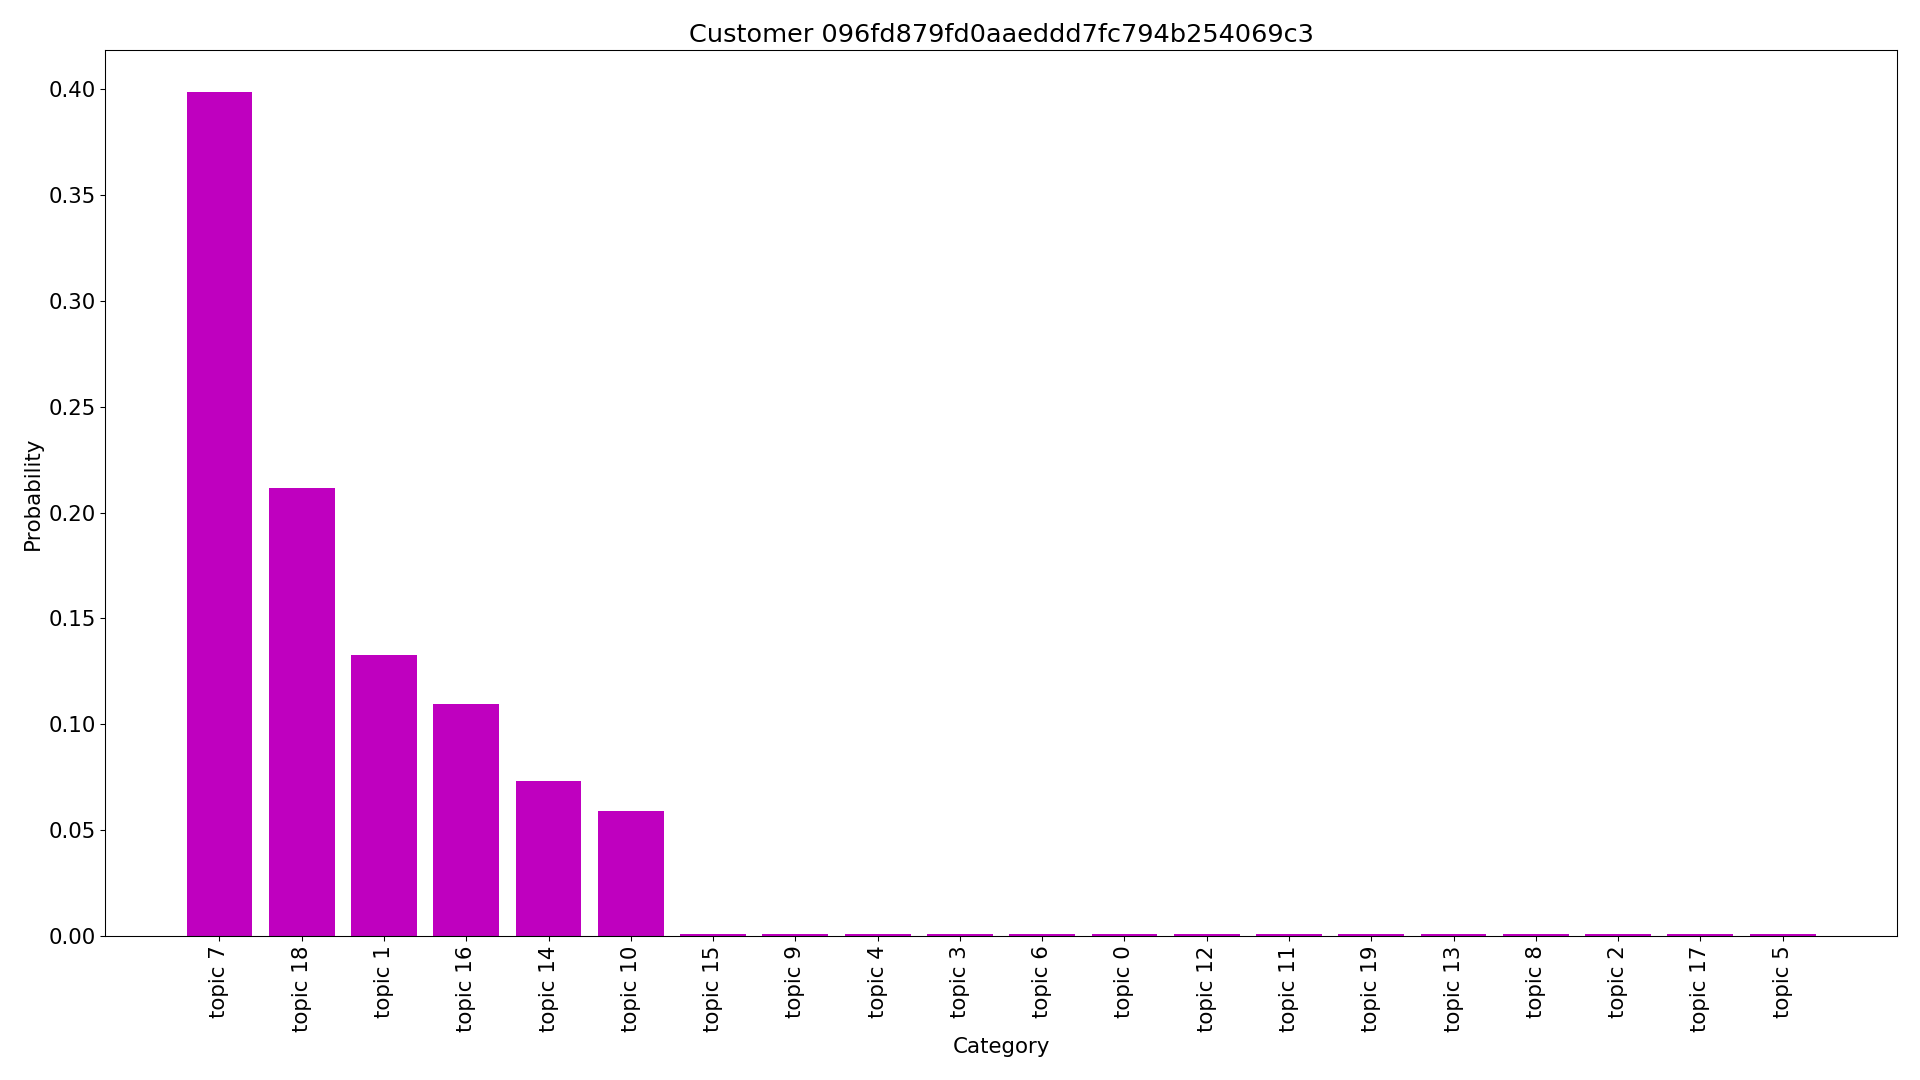 Customer 096fd879fd0aaeddd7fc794b254069c3
0.40
0.35
0.30
0.25
0.20
0.15
0.10
0.05
0.00
Probability
topic 7
topic 18
topic 1
topic 16
topic 14
topic 10
topic 15
topic 9
topic 4
topic 3
topic 6
topic 0
topic 12
topic 11
topic 19
topic 13
topic 8
topic 2
topic 17
topic 5
Category